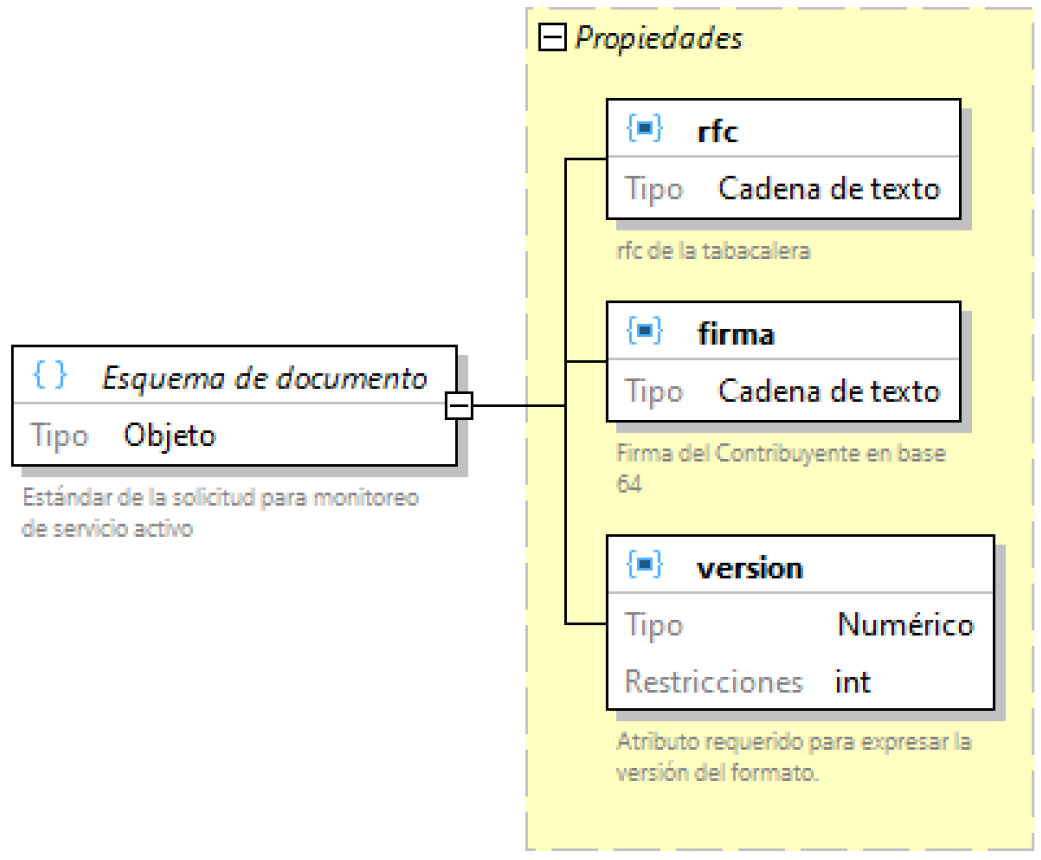 Propiedades
rfc
Tipo Cadena de texto
rfc de la tabacalera
firma
Tipo Cadena de texto
Firma del Contribuyente en base
64
Esquema de documento
Tipo Objeto
Estándar de la solicitud para monitoreo
de servicio activo
version
Tipo Numérico
Restricciones int
Atributo requerido para expresar la
versión del formato.